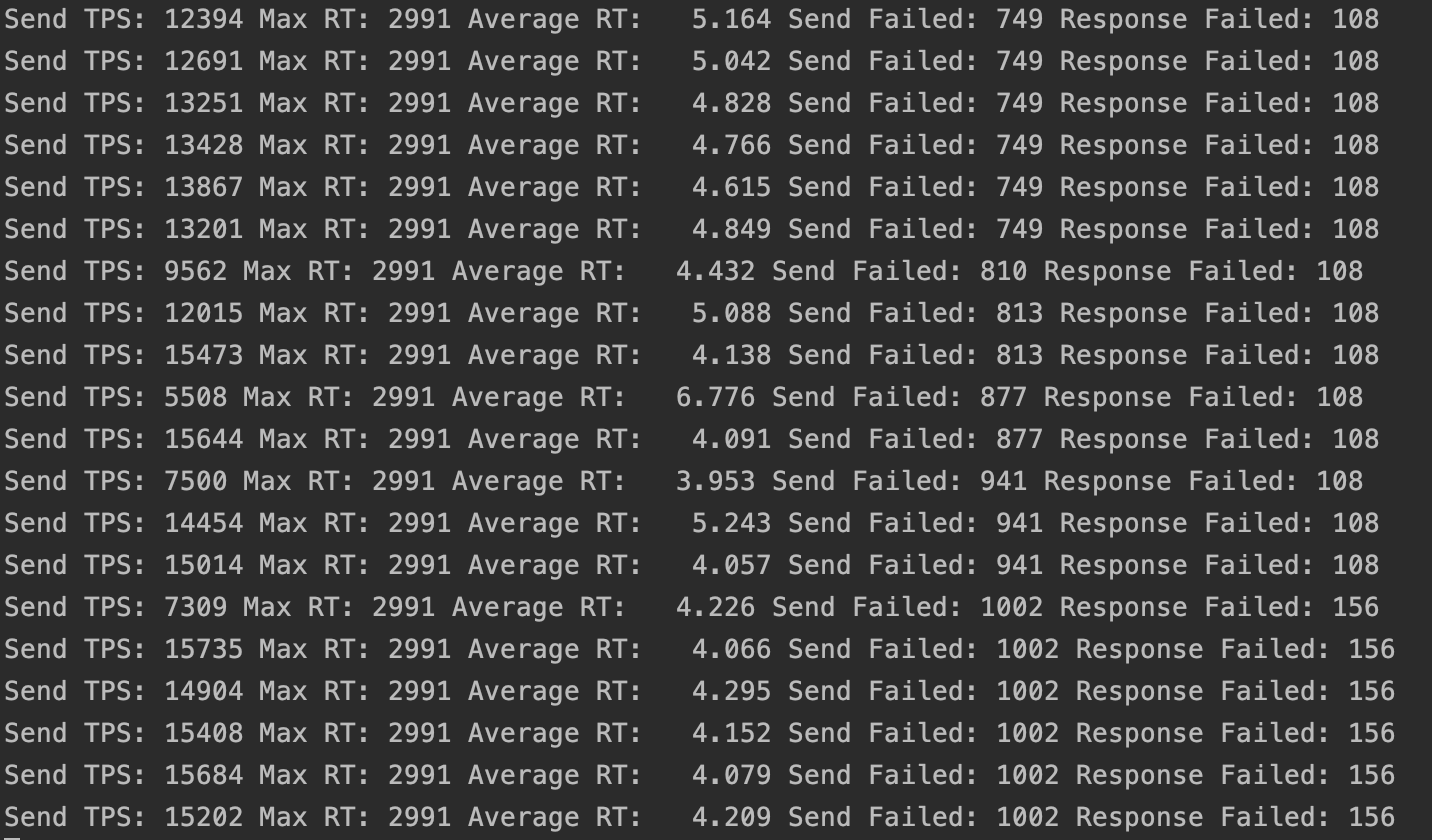 Send TPS: 12394 Max RT: 2991 Average RT:   5.164 Send Failed: 749 Response Failed: 108
Send TPS: 12691 Max RT: 2991 Average RT:   5.042 Send Failed: 749 Response Failed: 108
Send TPS: 13251 Max RT: 2991 Average RT:   4.828 Send Failed: 749 Response Failed: 108
Send TPS: 13428 Max RT: 2991 Average RT:   4.766 Send Failed: 749 Response Failed: 108
Send TPS: 13867 Max RT: 2991 Average RT:   4.615 Send Failed: 749 Response Failed: 108
Send TPS: 13201 Max RT: 2991 Average RT:   4.849 Send Failed: 749 Response Failed: 108
Send TPS: 9562 Max RT: 2991 Average RT:   4.432 Send Failed: 810 Response Failed: 108
Send TPS: 12015 Max RT: 2991 Average RT:   5.088 Send Failed: 813 Response Failed: 108
Send TPS: 15473 Max RT: 2991 Average RT:   4.138 Send Failed: 813 Response Failed: 108
Send TPS: 5508 Max RT: 2991 Average RT:   6.776 Send Failed: 877 Response Failed: 108
Send TPS: 15644 Max RT: 2991 Average RT:   4.091 Send Failed: 877 Response Failed: 108
Send TPS: 7500 Max RT: 2991 Average RT:   3.953 Send Failed: 941 Response Failed: 108
Send TPS: 14454 Max RT: 2991 Average RT:   5.243 Send Failed: 941 Response Failed: 108
Send TPS: 15014 Max RT: 2991 Average RT:   4.057 Send Failed: 941 Response Failed: 108
Send TPS: 7309 Max RT: 2991 Average RT:   4.226 Send Failed: 1002 Response Failed: 156
Send TPS: 15735 Max RT: 2991 Average RT:   4.066 Send Failed: 1002 Response Failed: 156
Send TPS: 14904 Max RT: 2991 Average RT:   4.295 Send Failed: 1002 Response Failed: 156
Send TPS: 15408 Max RT: 2991 Average RT:   4.152 Send Failed: 1002 Response Failed: 156
Send TPS: 15684 Max RT: 2991 Average RT:   4.079 Send Failed: 1002 Response Failed: 156
Send TPS: 15202 Max RT: 2991 Average RT:   4.209 Send Failed: 1002 Response Failed: 156